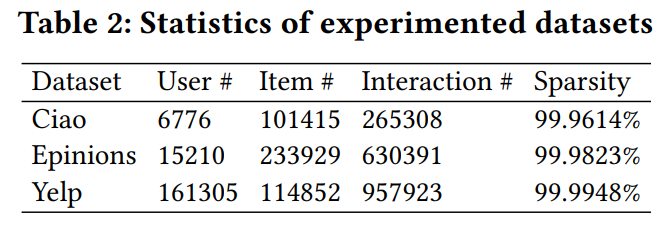 Table 2: Statistics of experimented datasets
Dataset User # Item # Interaction # Sparsity
Ciao 6776 101415 265308 99.9614%
Epinions 15210 233929 630391 99.9823%
Yelp 161305 114852 957923 99.9948%